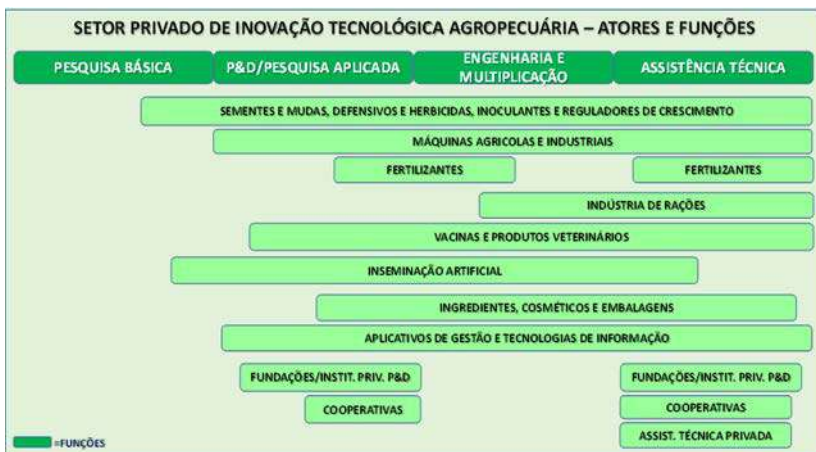 SETOR PRIVADO DE INOVAÇÃO TECNOLÓGICA AGROPECUÁRIA – ATORES E FUNÇÕES
PESQUISA BÁSICA
P&D/PESQUISA APLICADA
ENGENHARIA E
MULTIPLICAÇÃO
ASSISTÊNCIA TÉCNICA
SEMENTES E MUDAS, DEFENSIVOS E HERBICIDAS, INOCULANTES E REGULADORES DE CRESCIMENTO
MÁQUINAS AGRICOLAS E INDUSTRIAIS
FERTILIZANTES
FERTILIZANTES
INDÚSTRIA DE RAÇÕES
VACINAS E PRODUTOS VETERINÁRIOS
INSEMINAÇÃO ARTIFICIAL
INGREDIENTES, COSMÉTICOS E EMBALAGENS
APLICATIVOS DE GESTÃO E TECNOLOGIAS DE INFORMAÇÃO
FUNDAÇÕES/INSTIT. PRIV. P&D
FUNDAÇÕES/INSTIT. PRIV. P&D
COOPERATIVAS
COOPERATIVAS
ASSIST. TÉCNICA PRIVADA
=FUNÇÕES